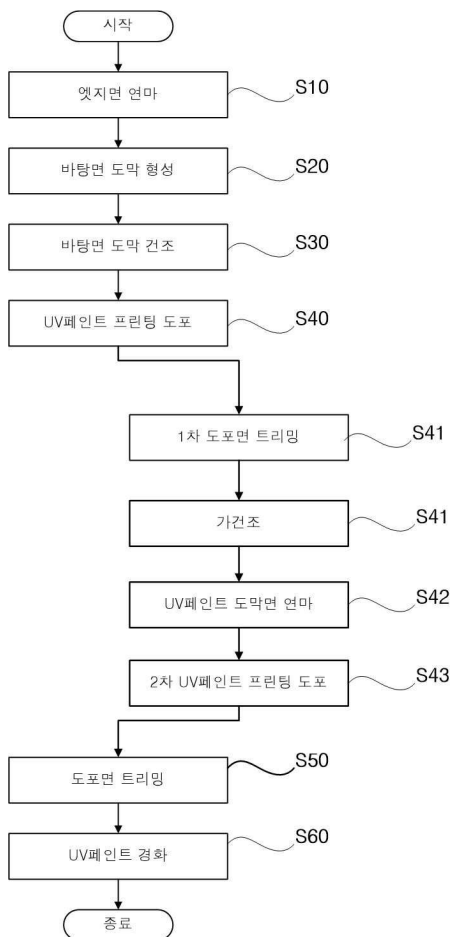 시작
엣지면 연마
S10
바탕면 도막 형성
S20
바탕면 도막 건조
S30
UV페인트 프린팅 도포
S40
1차 도포면 트리밍
S41
가건조
S41
UV페인트 도막면 연마
S42
2차 UV페인트 프린팅 도포
S43
도포면 트리밍
S50
UV페인트 경화
S60
종료